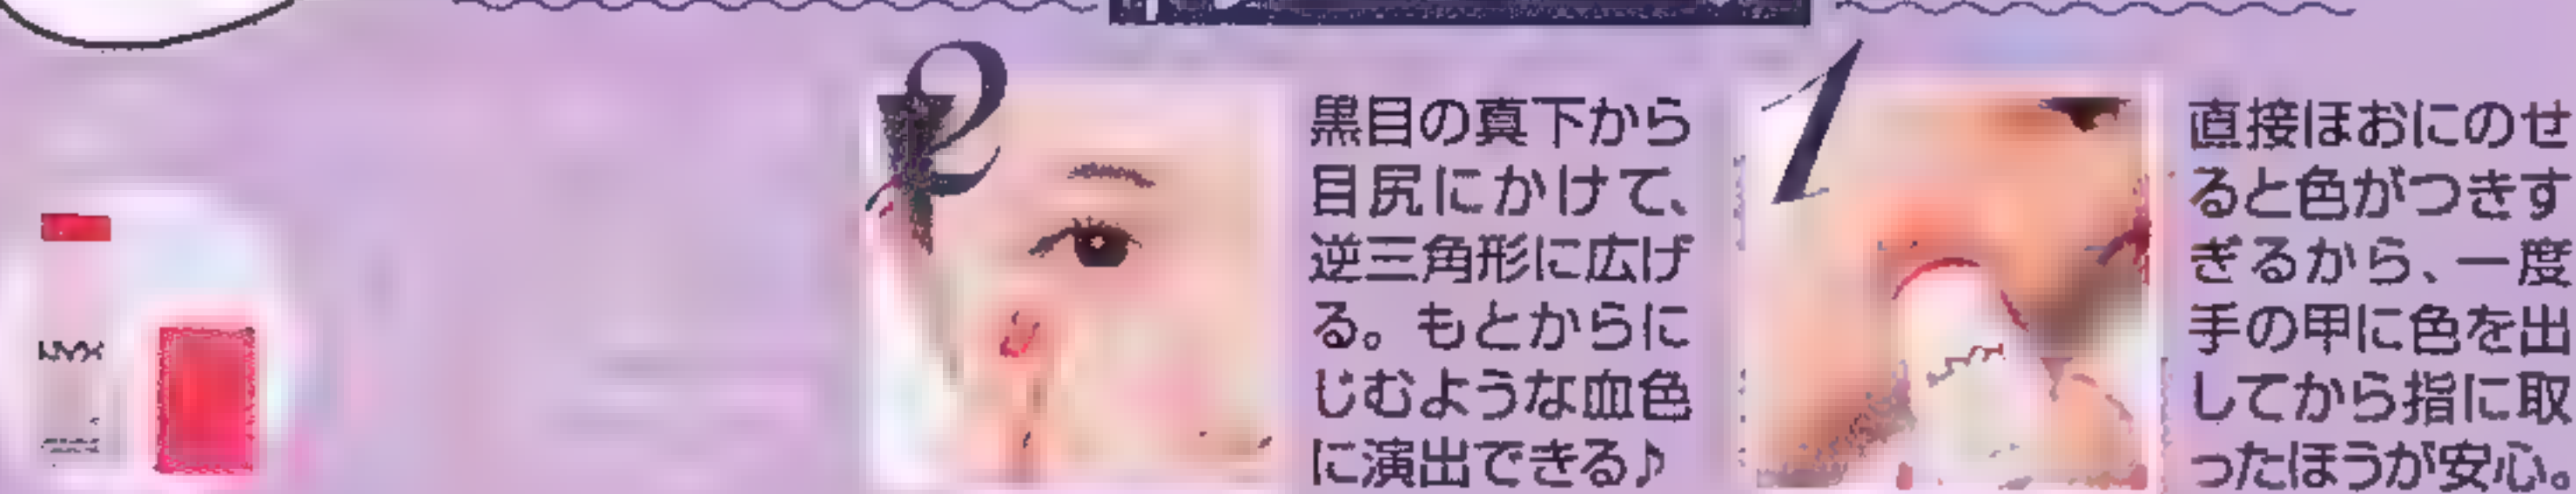 1
直接ほおにのせ
ると色がつきす
ぎるから、一度
手の甲に色を出
してから指に取
ったほうが安心。
2
黒目の真下から
目尻にかけて、
逆三角形に広げ
る。もとからに
じむような血色
に演出できる♪
NYX